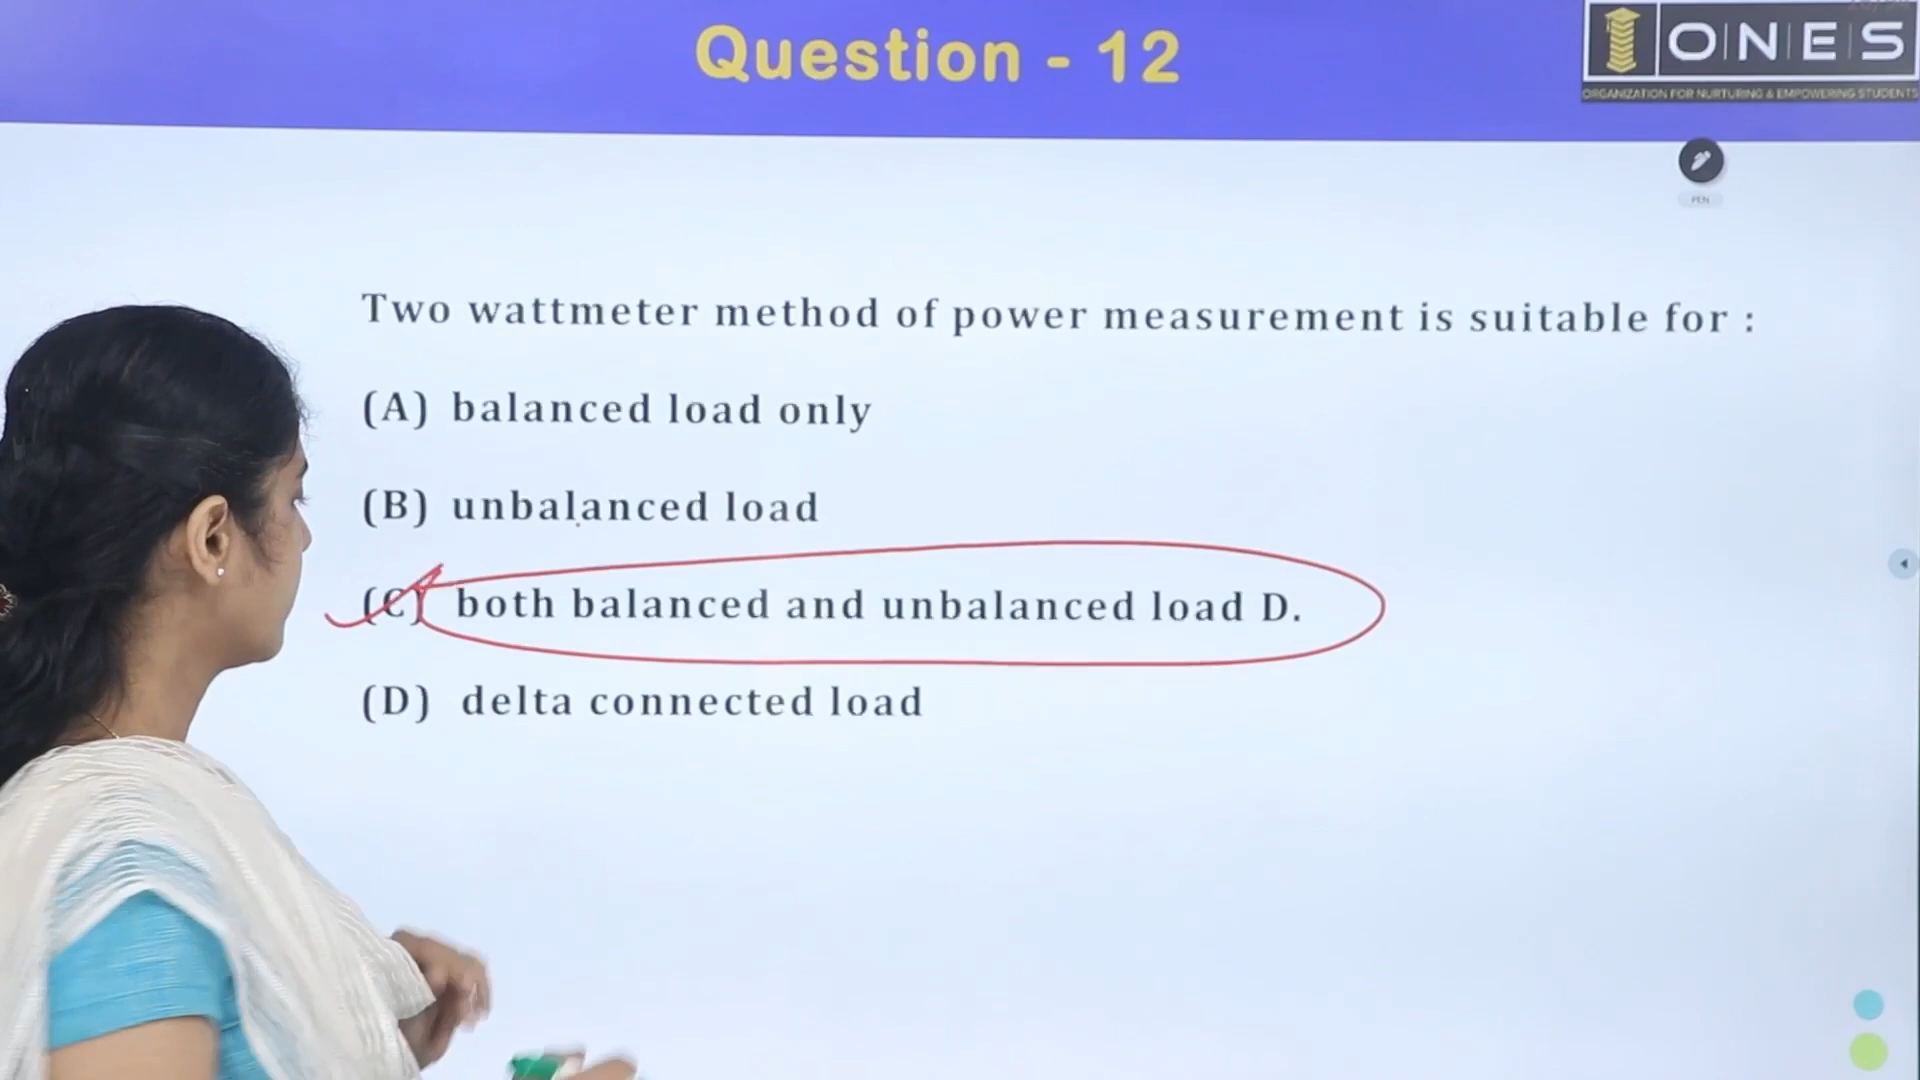 Question - 12
ONES
ORGANIZATION FOR NURTURING & EMPOWERING STUDENTS
PEN
Two wattmeter method of power measurement is suitable for :
(A) balanced load only
(B) unbalanced load
(C) both balanced and unbalanced load D.
(D) delta connected load